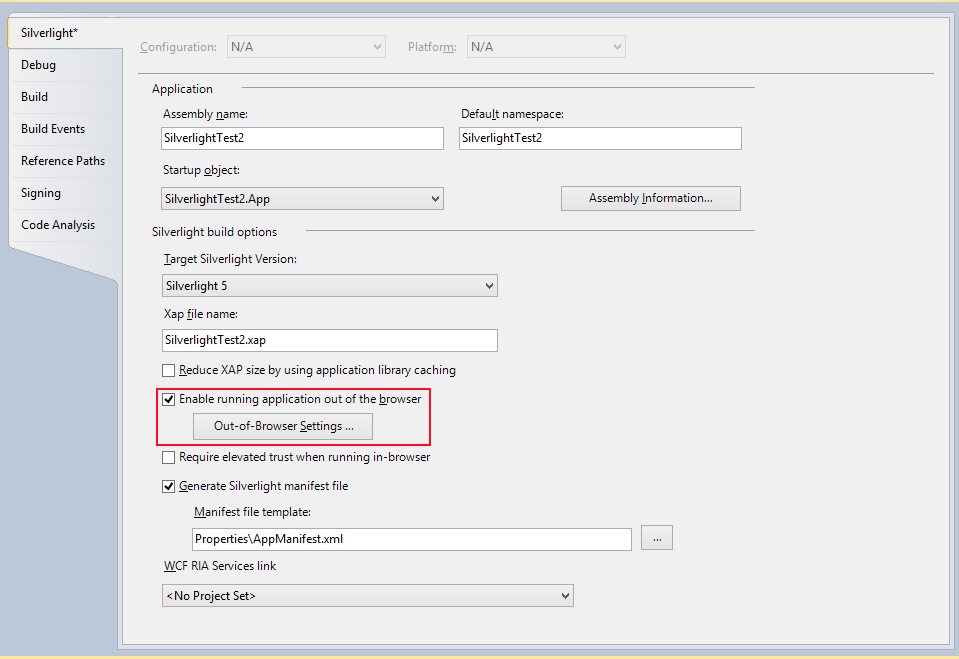 Silverlight*
Debug
Build
Build Events
Reference Paths
Signing
Code Analysis
Configuration: N/A Platform: N/A
Application
Assembly name: Default namespace:
SilverlightTest2 SilverlightTest2
Startup object:
SilverlightTest2.App Assembly Information...
Silverlight build options
Target Silverlight Version:
Silverlight 5
Xap file name:
SilverlightTest2.xap
Reduce XAP size by using application library caching
Enable running application out of the browser
Out-of-Browser Settings ...
Require elevated trust when running in-browser
Generate Silverlight manifest file
Manifest file template:
Properties\AppManifest.xml ...
WCF RIA Services link
<No Project Set>